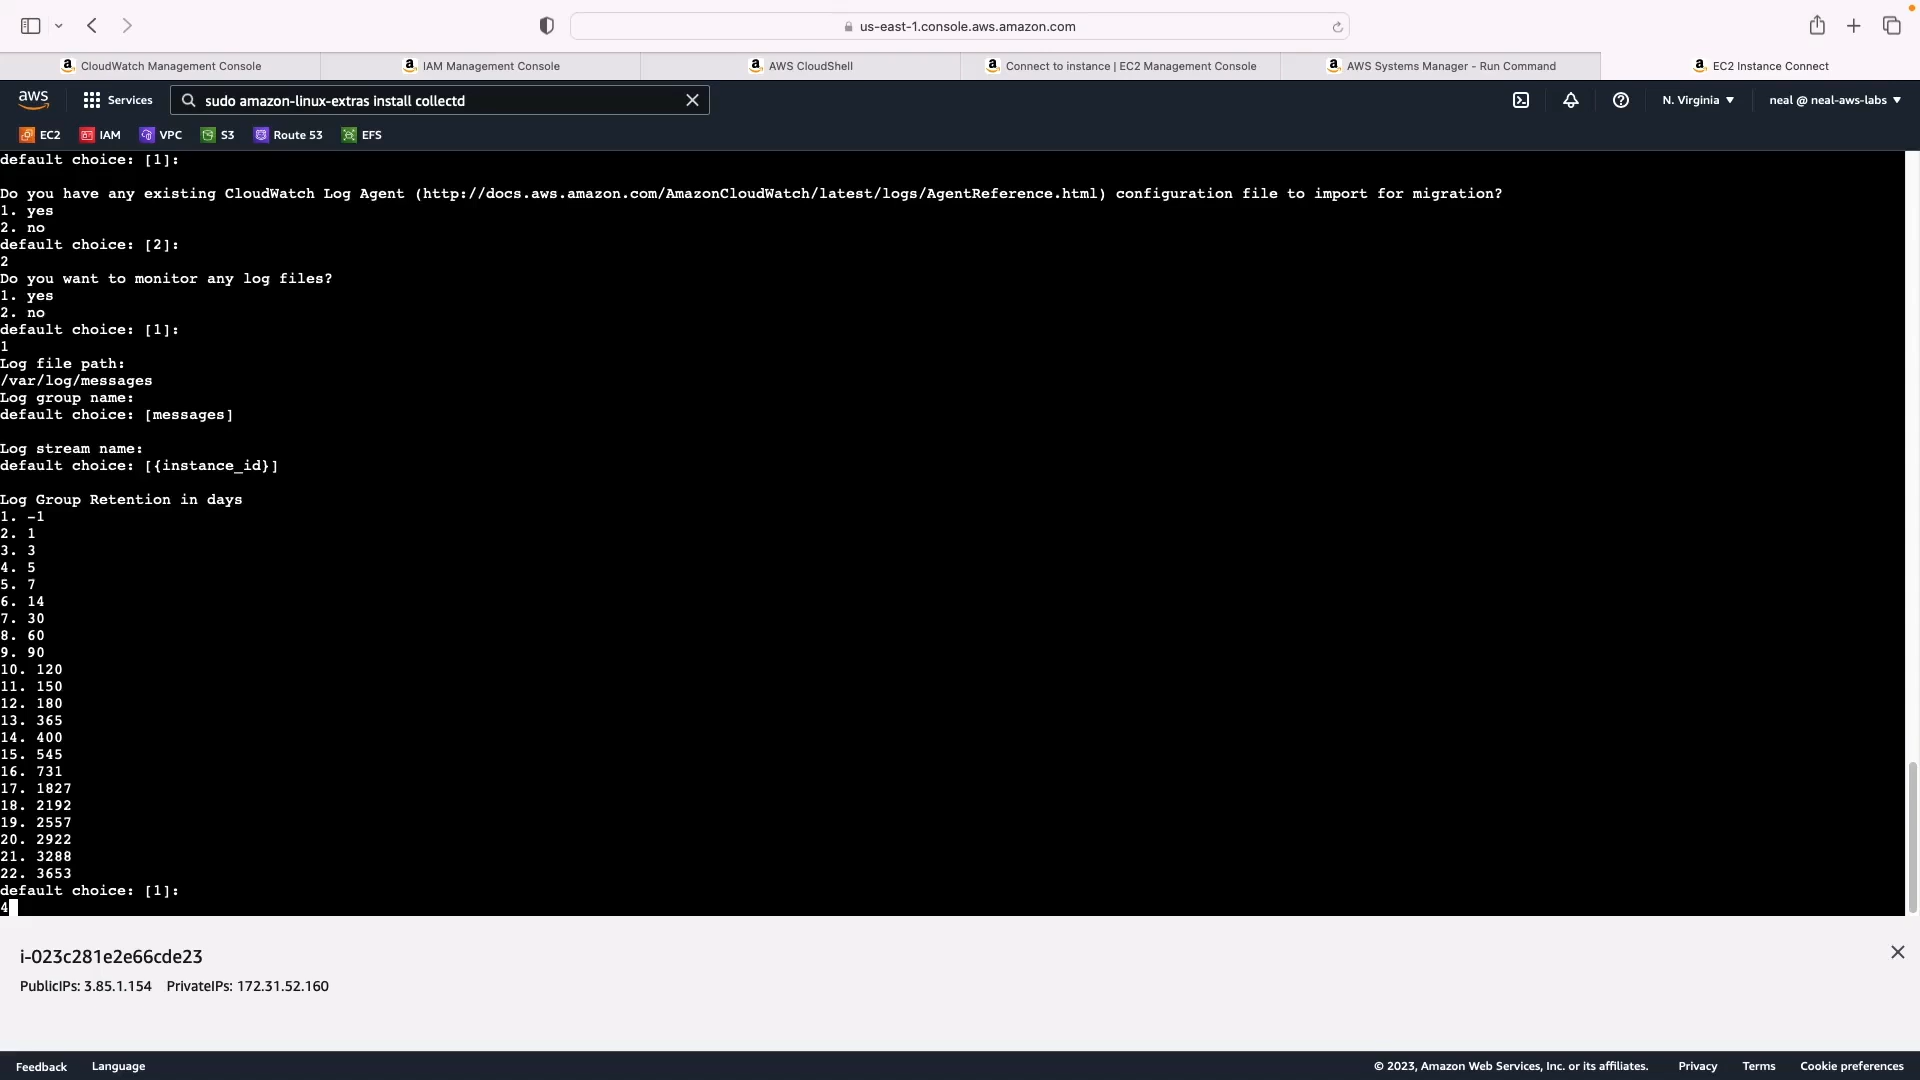 us-east-1.console.aws.amazon.com
CloudWatch Management Console
IAM Management Console
AWS CloudShell
Connect to instance | EC2 Management Console
AWS Systems Manager - Run Command
EC2 Instance Connect
aws
Services
sudo amazon-linux-extras install collectd
N. Virginia
neal @ neal-aws-labs
EC2
IAM
VPC
S3
Route 53
EFS
default choice: [1]:
Do you have any existing CloudWatch Log Agent (http://docs.aws.amazon.com/AmazonCloudWatch/latest/logs/AgentReference.html) configuration file to import for migration?
1. yes
2. no
default choice: [2]:
2
Do you want to monitor any log files?
1. yes
2. no
default choice: [1]:
1
Log file path:
/var/log/messages
Log group name:
default choice: [messages]
Log stream name:
default choice: [{instance_id}]
Log Group Retention in days
1. -1
2. 1
3. 3
4. 5
5. 7
6. 14
7. 30
8. 60
9. 90
10. 120
11. 150
12. 180
13. 365
14. 400
15. 545
16. 731
17. 1827
18. 2192
19. 2557
20. 2922
21. 3288
22. 3653
default choice: [1]:
4
i-023c281e2e66cde23
PublicIPs: 3.85.1.154 PrivateIPs: 172.31.52.160
Feedback
Language
© 2023, Amazon Web Services, Inc. or its affiliates.
Privacy
Terms
Cookie preferences